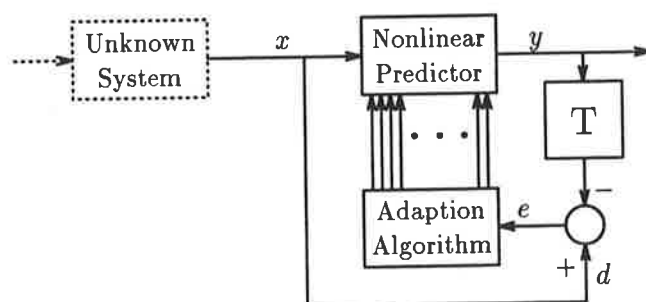 Unknown
System
x
Nonlinear
Predictor
y
T
−
Adaption
Algorithm
e
+
d